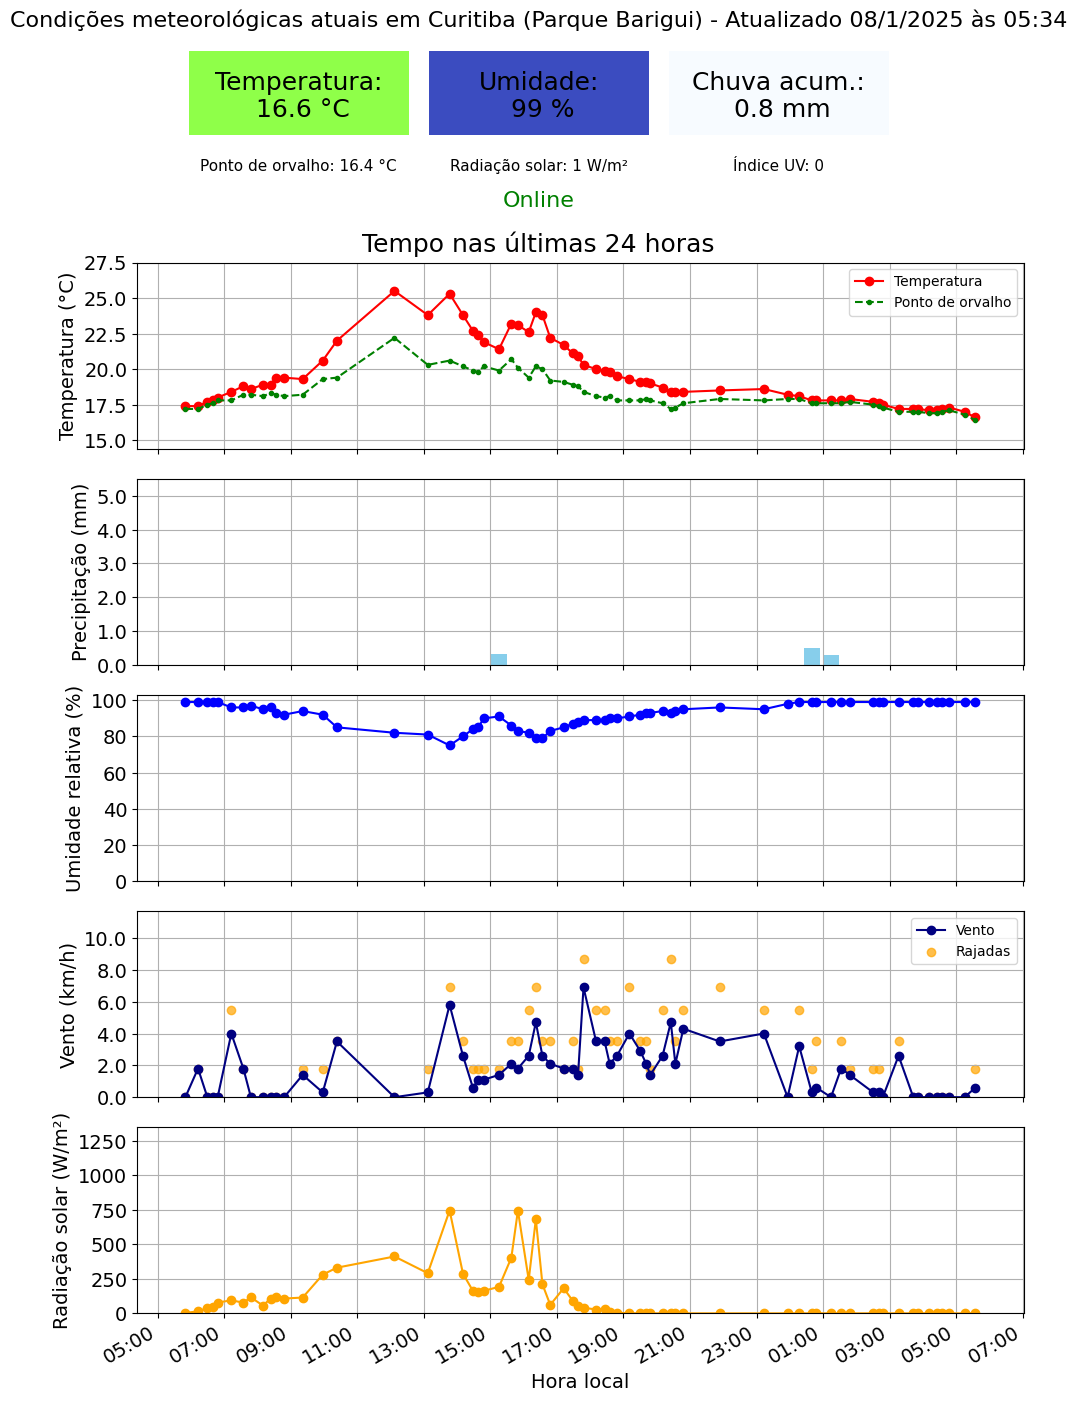 Condições meteorológicas atuais em Curitiba (Parque Barigui) - Atualizado 08/1/2025 às 05:34
Temperatura:
16.6 °C
Umidade:
99 %
Chuva acum.:
0.8 mm
Ponto de orvalho: 16.4 °C
Radiação solar: 1 W/m²
Índice UV: 0
Online
Tempo nas últimas 24 horas
Temperatura (°C)
27.5
25.0
22.5
20.0
17.5
15.0
Temperatura
Ponto de orvalho
Precipitação (mm)
5.0
4.0
3.0
2.0
1.0
0.0
Umidade relativa (%)
100
80
60
40
20
0
Vento (km/h)
10.0
8.0
6.0
4.0
2.0
0.0
Vento
Rajadas
Radiação solar (W/m²)
1250
1000
750
500
250
0
05:00
07:00
09:00
11:00
13:00
15:00
17:00
19:00
21:00
23:00
01:00
03:00
05:00
07:00
Hora local